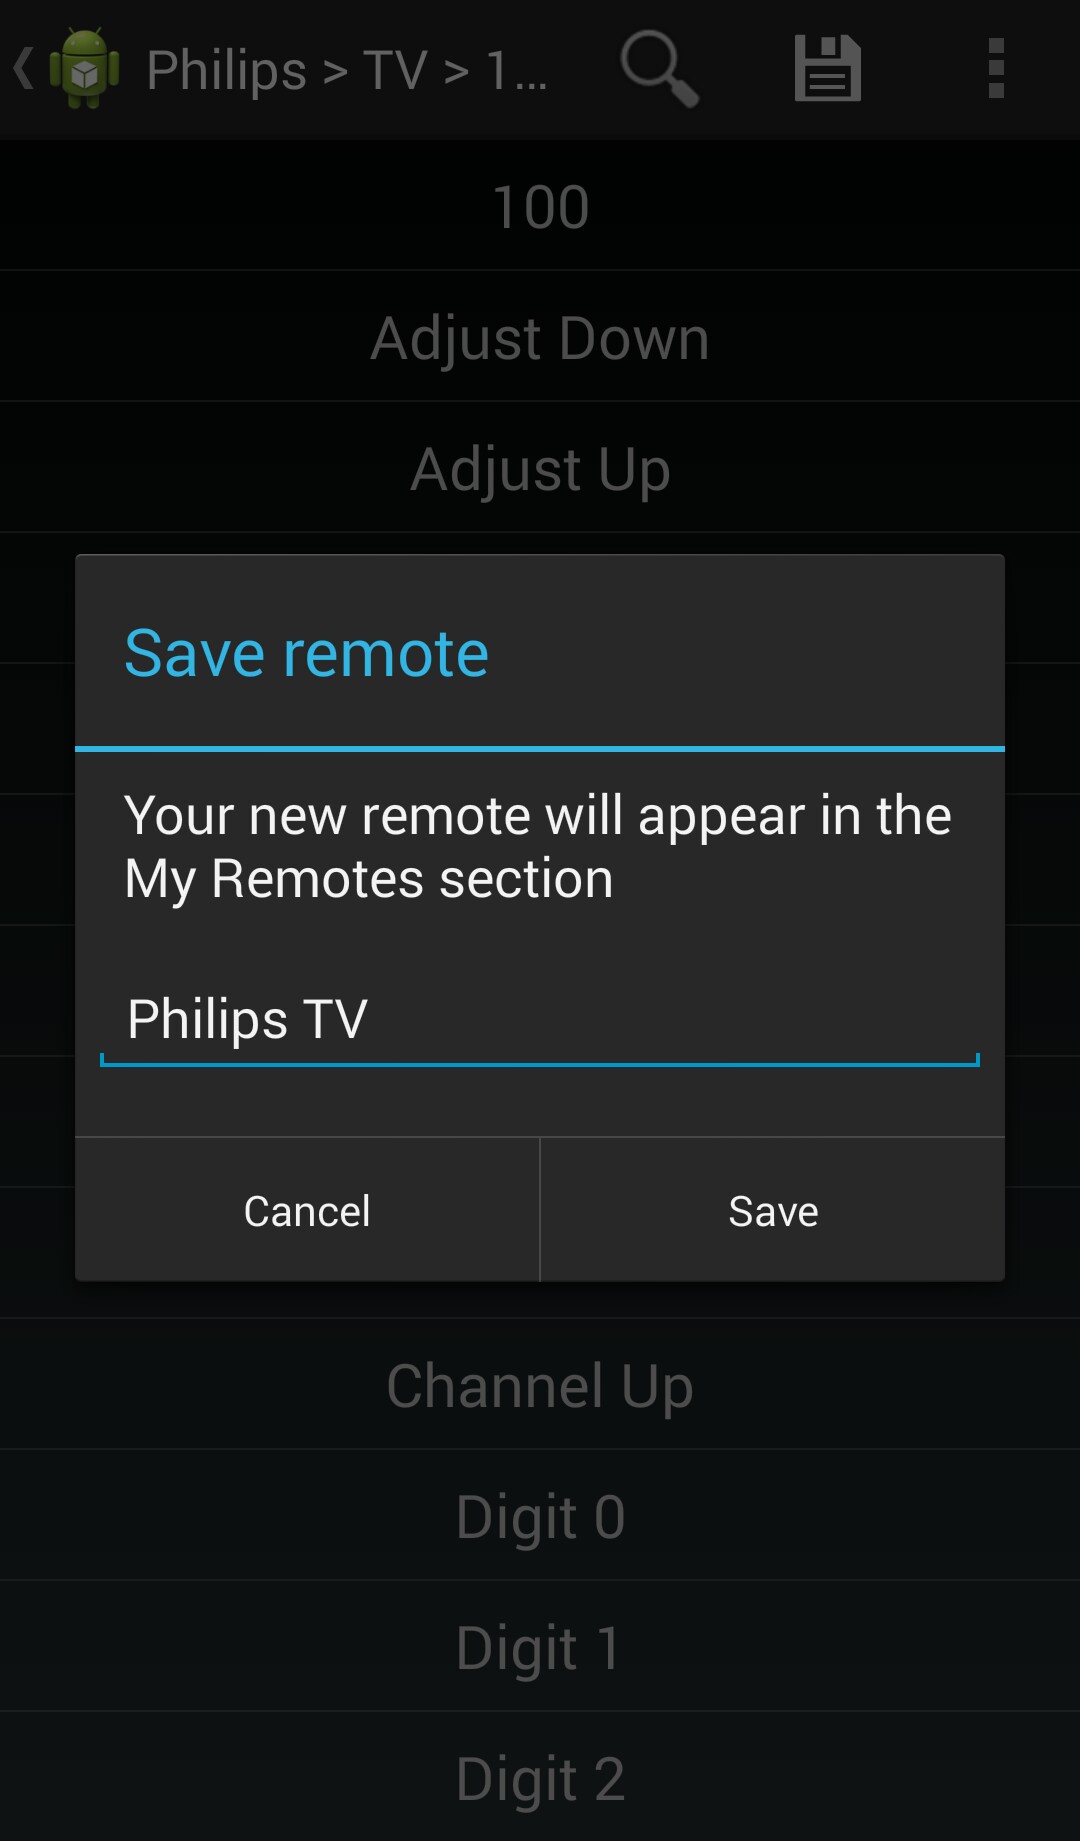 Philips > TV > 1...
100
Adjust Down
Adjust Up
Save remote
Your new remote will appear in the
My Remotes section
Philips TV
Cancel
Save
Channel Up
Digit 0
Digit 1
Digit 2